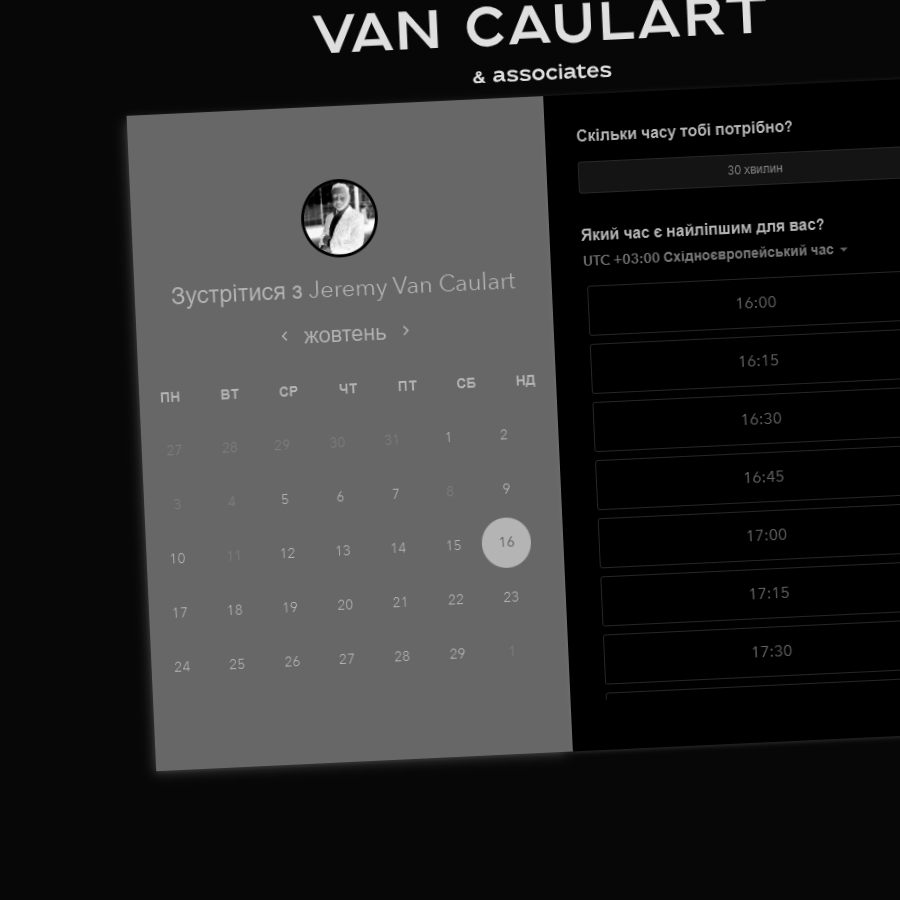 VAN CAULART
& associates
Зустрітися з Jeremy Van Caulart
‹ жовтень ›
ПН ВТ СР ЧТ ПТ СБ НД
27 28 29 30 31 1 2
3 4 5 6 7 8 9
10 11 12 13 14 15 16
17 18 19 20 21 22 23
24 25 26 27 28 29 1
Скільки часу тобі потрібно?
30 хвилин
Який час є найліпшим для вас?
UTC +03:00 Східноєвропейський час
16:00
16:15
16:30
16:45
17:00
17:15
17:30